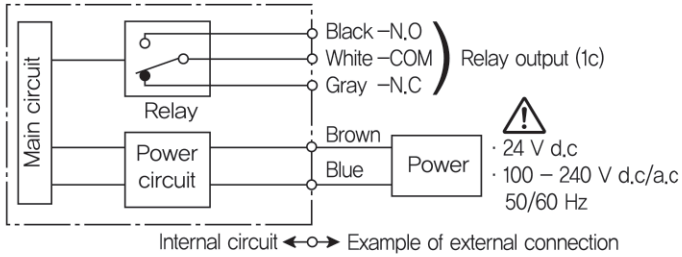 Black –N.O
White –COM
Gray –N.C
Relay output (1c)
Main circuit
Relay
Power
circuit
Brown
Blue
Power
· 24 V d.c
· 100 – 240 V d.c/a.c
50/60 Hz
Internal circuit
Example of external connection